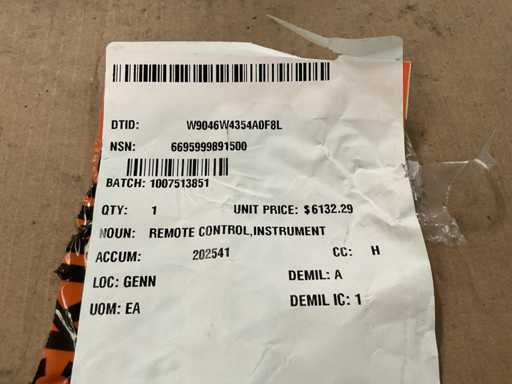 DTID: W9046W4354A0F8L
NSN: 6695999891500
BATCH: 1007513851
QTY: 1 UNIT PRICE: $6132.29
NOUN: REMOTE CONTROL,INSTRUMENT
ACCUM: 202541 CC: H
LOC: GENN DEMIL: A
UOM: EA DEMIL IC: 1